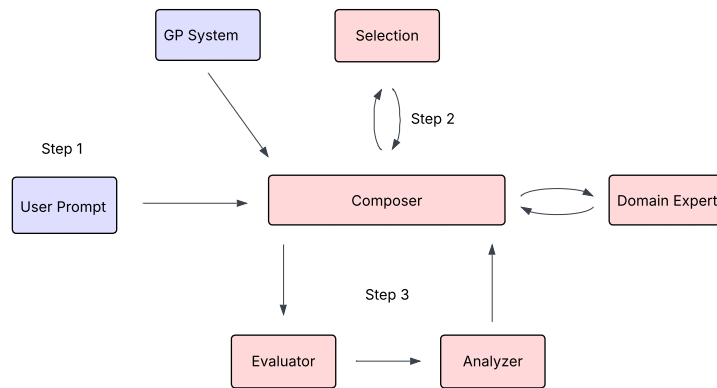 GP System
Selection
Step 2
Step 1
User Prompt
Composer
Domain Expert
Step 3
Evaluator
Analyzer